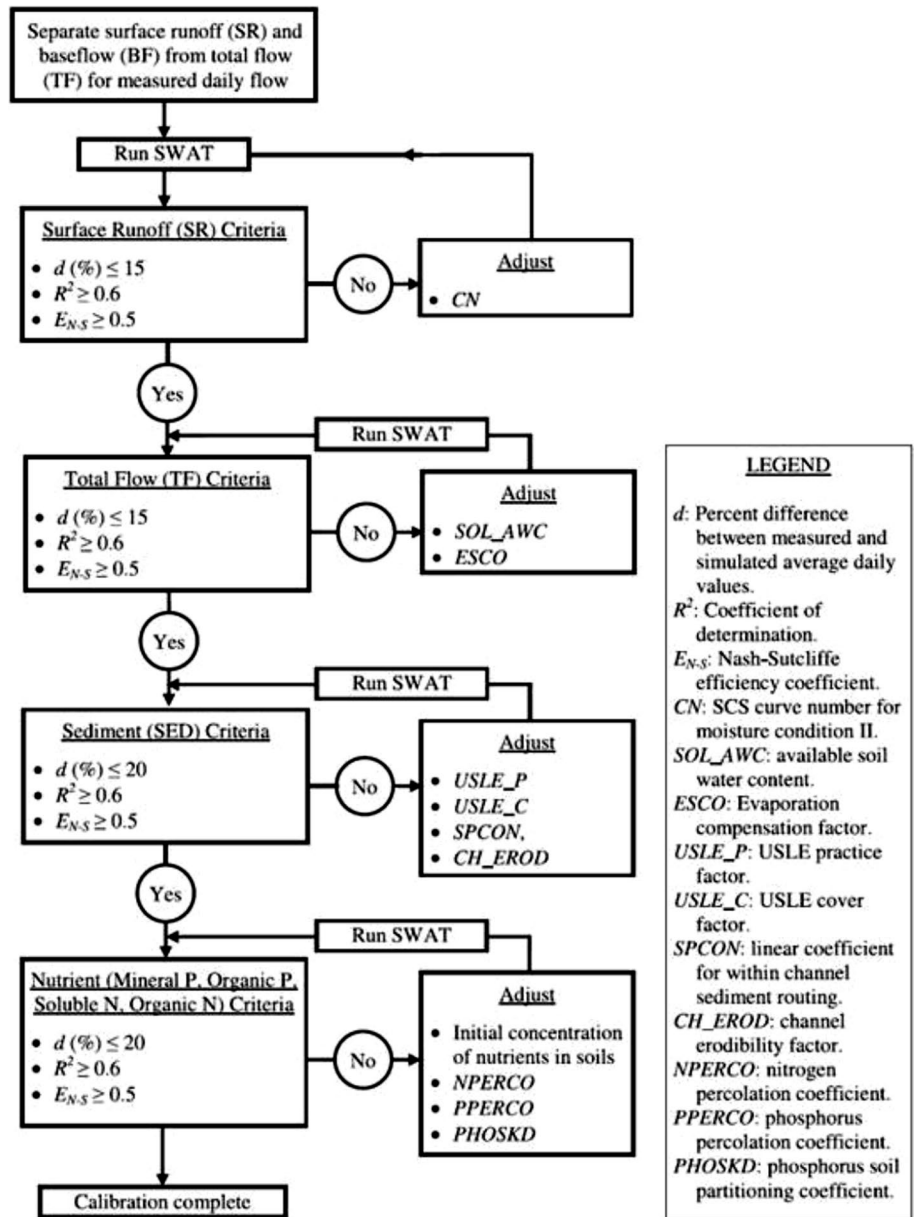 Separate surface runoff (SR) and
baseflow (BF) from total flow
(TF) for measured daily flow
Run SWAT
Surface Runoff (SR) Criteria
• d (%) ≤ 15
• R² ≥ 0.6
• E_N-S ≥ 0.5
No
Adjust
• CN
Yes
Run SWAT
Total Flow (TF) Criteria
• d (%) ≤ 15
• R² ≥ 0.6
• E_N-S ≥ 0.5
No
Adjust
• SOL_AWC
• ESCO
Yes
Run SWAT
Sediment (SED) Criteria
• d (%) ≤ 20
• R² ≥ 0.6
• E_N-S ≥ 0.5
No
Adjust
• USLE_P
• USLE_C
• SPCON,
• CH_EROD
Yes
Run SWAT
Nutrient (Mineral P, Organic P,
Soluble N, Organic N) Criteria
• d (%) ≤ 20
• R² ≥ 0.6
• E_N-S ≥ 0.5
No
Adjust
• Initial concentration
of nutrients in soils
• NPERCO
• PPERCO
• PHOSKD
Calibration complete
LEGEND
d: Percent difference
between measured and
simulated average daily
values.
R²: Coefficient of
determination.
E_N-S: Nash-Sutcliffe
efficiency coefficient.
CN: SCS curve number for
moisture condition II.
SOL_AWC: available soil
water content.
ESCO: Evaporation
compensation factor.
USLE_P: USLE practice
factor.
USLE_C: USLE cover
factor.
SPCON: linear coefficient
for within channel
sediment routing.
CH_EROD: channel
erodibility factor.
NPERCO: nitrogen
percolation coefficient.
PPERCO: phosphorus
percolation coefficient.
PHOSKD: phosphorus soil
partitioning coefficient.